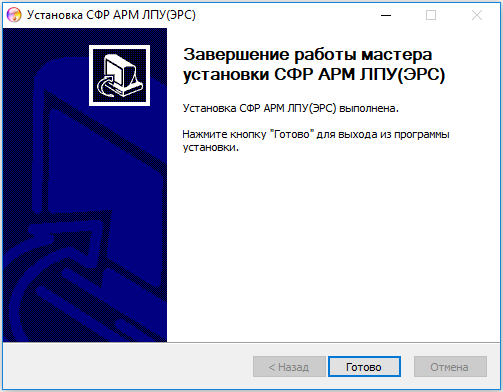 Установка СФР АРМ ЛПУ(ЭРС)
Завершение работы мастера
установки СФР АРМ ЛПУ(ЭРС)
Установка СФР АРМ ЛПУ(ЭРС) выполнена.
Нажмите кнопку "Готово" для выхода из программы
установки.
< Назад
Готово
Отмена